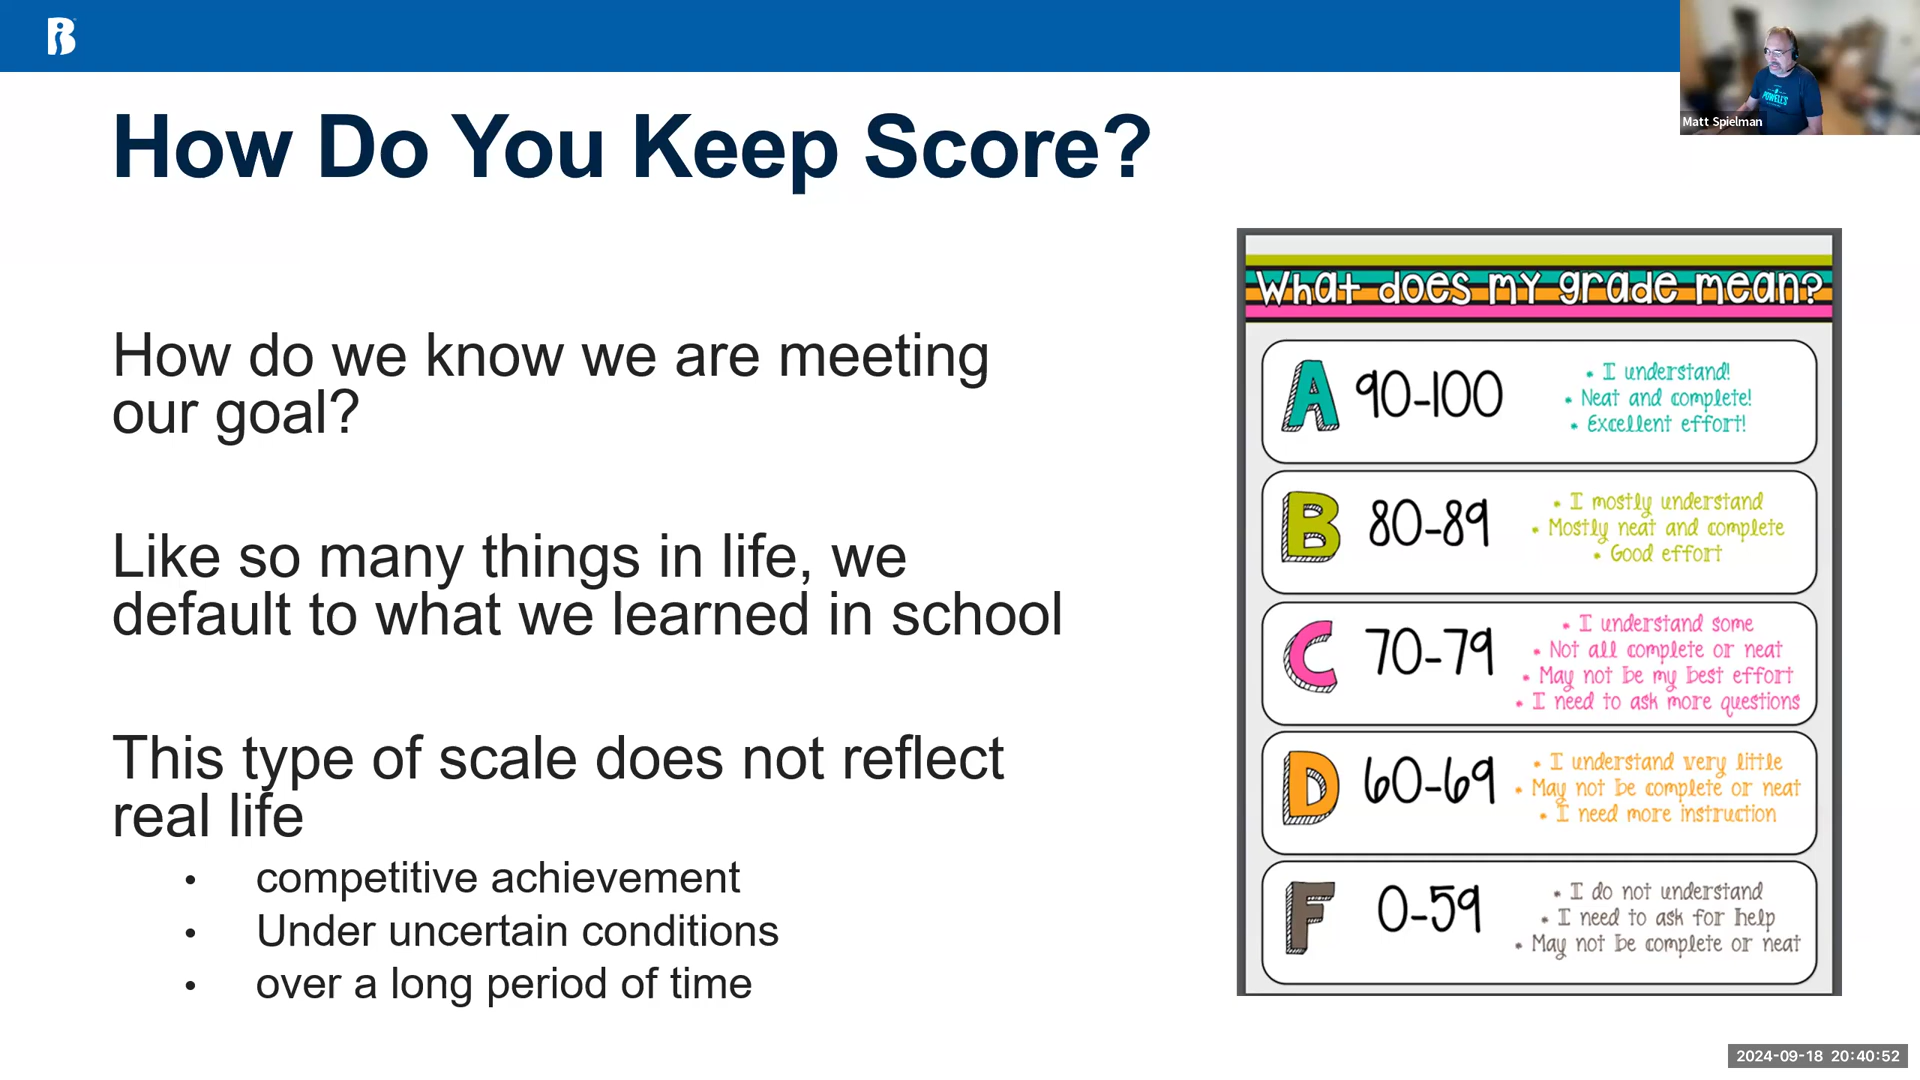 How Do You Keep Score?
How do we know we are meeting
our goal?
Like so many things in life, we
default to what we learned in school
This type of scale does not reflect
real life
• competitive achievement
• Under uncertain conditions
• over a long period of time
What does my grade mean?
A 90-100
• I understand!
• Neat and complete!
• Excellent effort!
B 80-89
• I mostly understand
• Mostly neat and complete
• Good effort
C 70-79
• I understand some
• Not all complete or neat
• May not be my best effort
• I need to ask more questions
D 60-69
• I understand very little
• May not be complete or neat
• I need more instruction
F 0-59
• I do not understand
• I need to ask for help
• May not be complete or neat
POWELL'S
Matt Spielman
2024-09-18 20:40:52